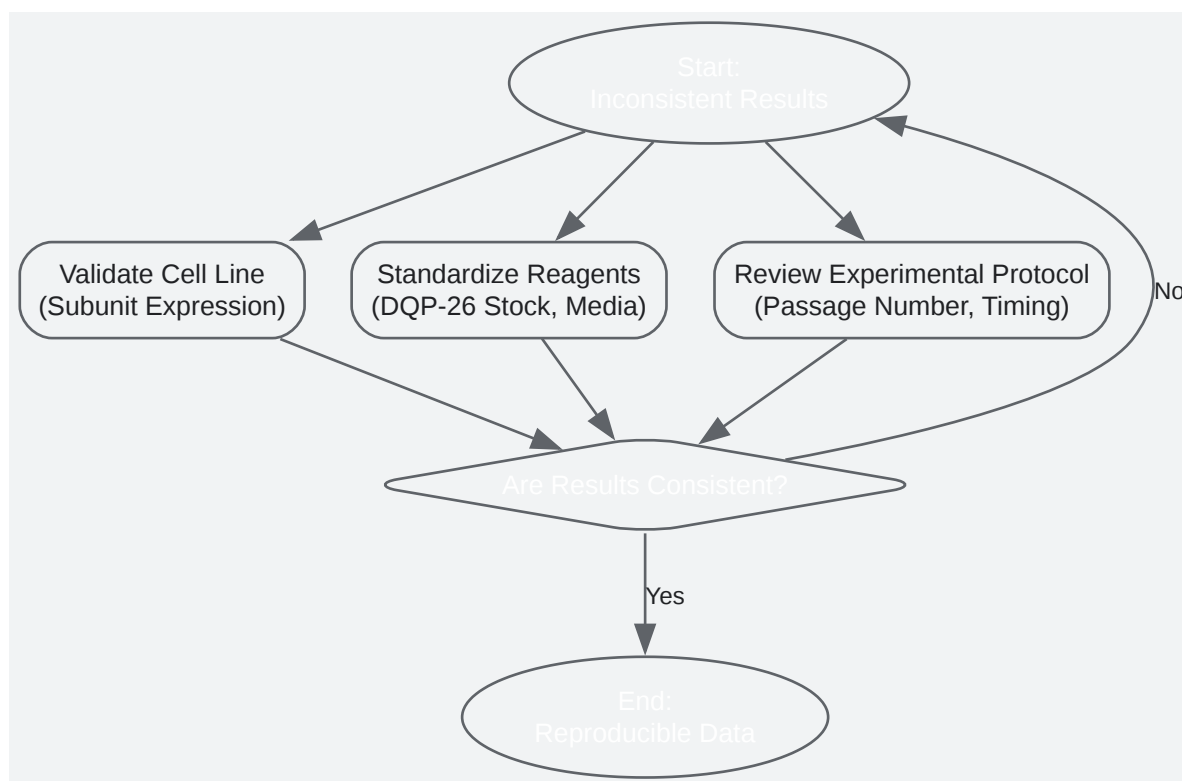 Start:
Inconsistent Results
Validate Cell Line
(Subunit Expression)
Standardize Reagents
(DQP-26 Stock, Media)
Review Experimental Protocol
(Passage Number, Timing)
No
Are Results Consistent?
Yes
End:
Reproducible Data